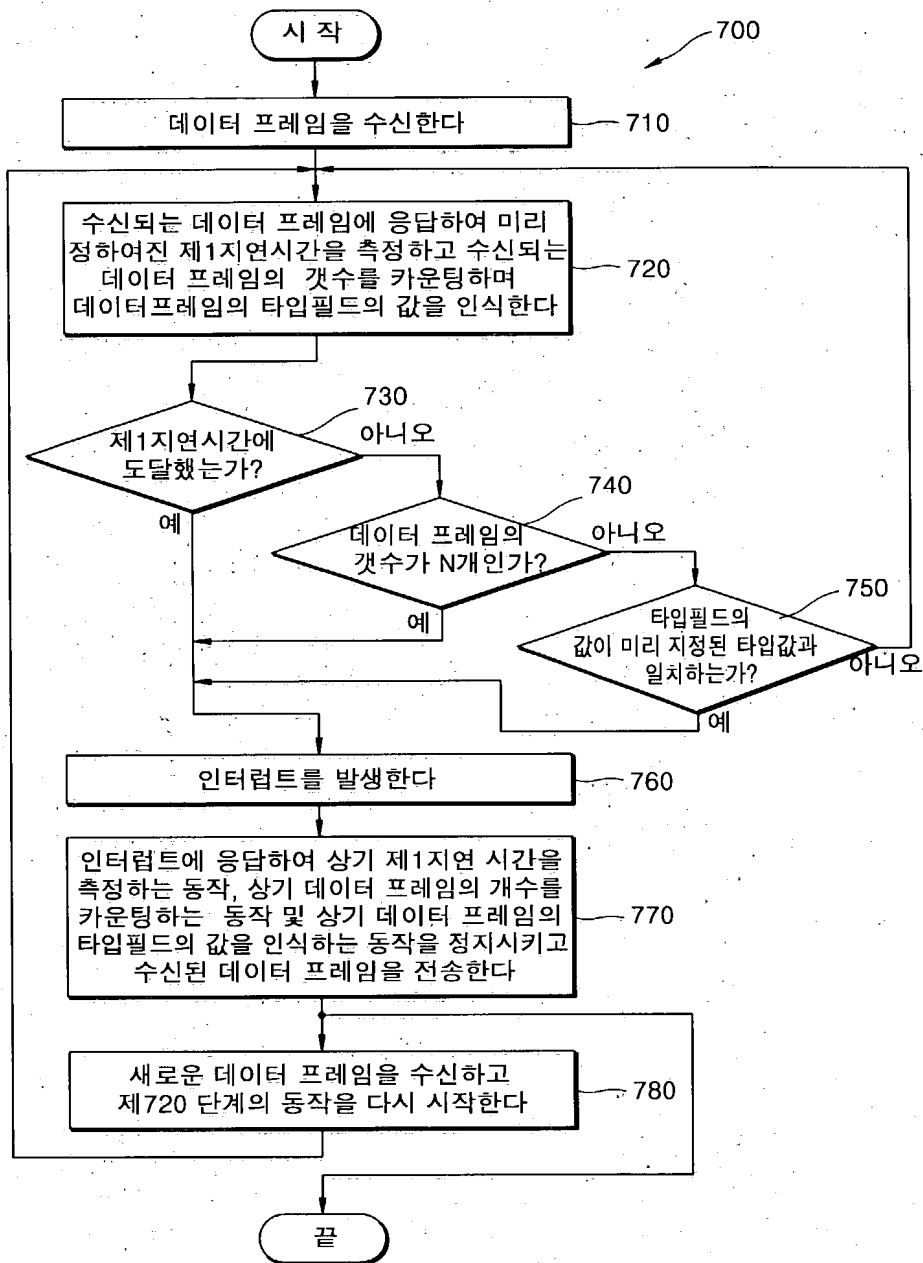 시 작
700
데이터 프레임을 수신한다
710
수신되는 데이터 프레임에 응답하여 미리
정하여진 제1지연시간을 측정하고 수신되는
데이터 프레임의 갯수를 카운팅하며
데이터프레임의 타입필드의 값을 인식한다
720
730
제1지연시간에
도달했는가?
아니오
예
740
데이터 프레임의
갯수가 N개인가?
아니오
예
750
타입필드의
값이 미리 지정된 타입값과
일치하는가?
아니오
예
인터럽트를 발생한다
760
인터럽트에 응답하여 상기 제1지연 시간을
측정하는 동작, 상기 데이터 프레임의 개수를
카운팅하는 동작 및 상기 데이터 프레임의
타입필드의 값을 인식하는 동작을 정지시키고
수신된 데이터 프레임을 전송한다
770
새로운 데이터 프레임을 수신하고
제720 단계의 동작을 다시 시작한다
780
끝